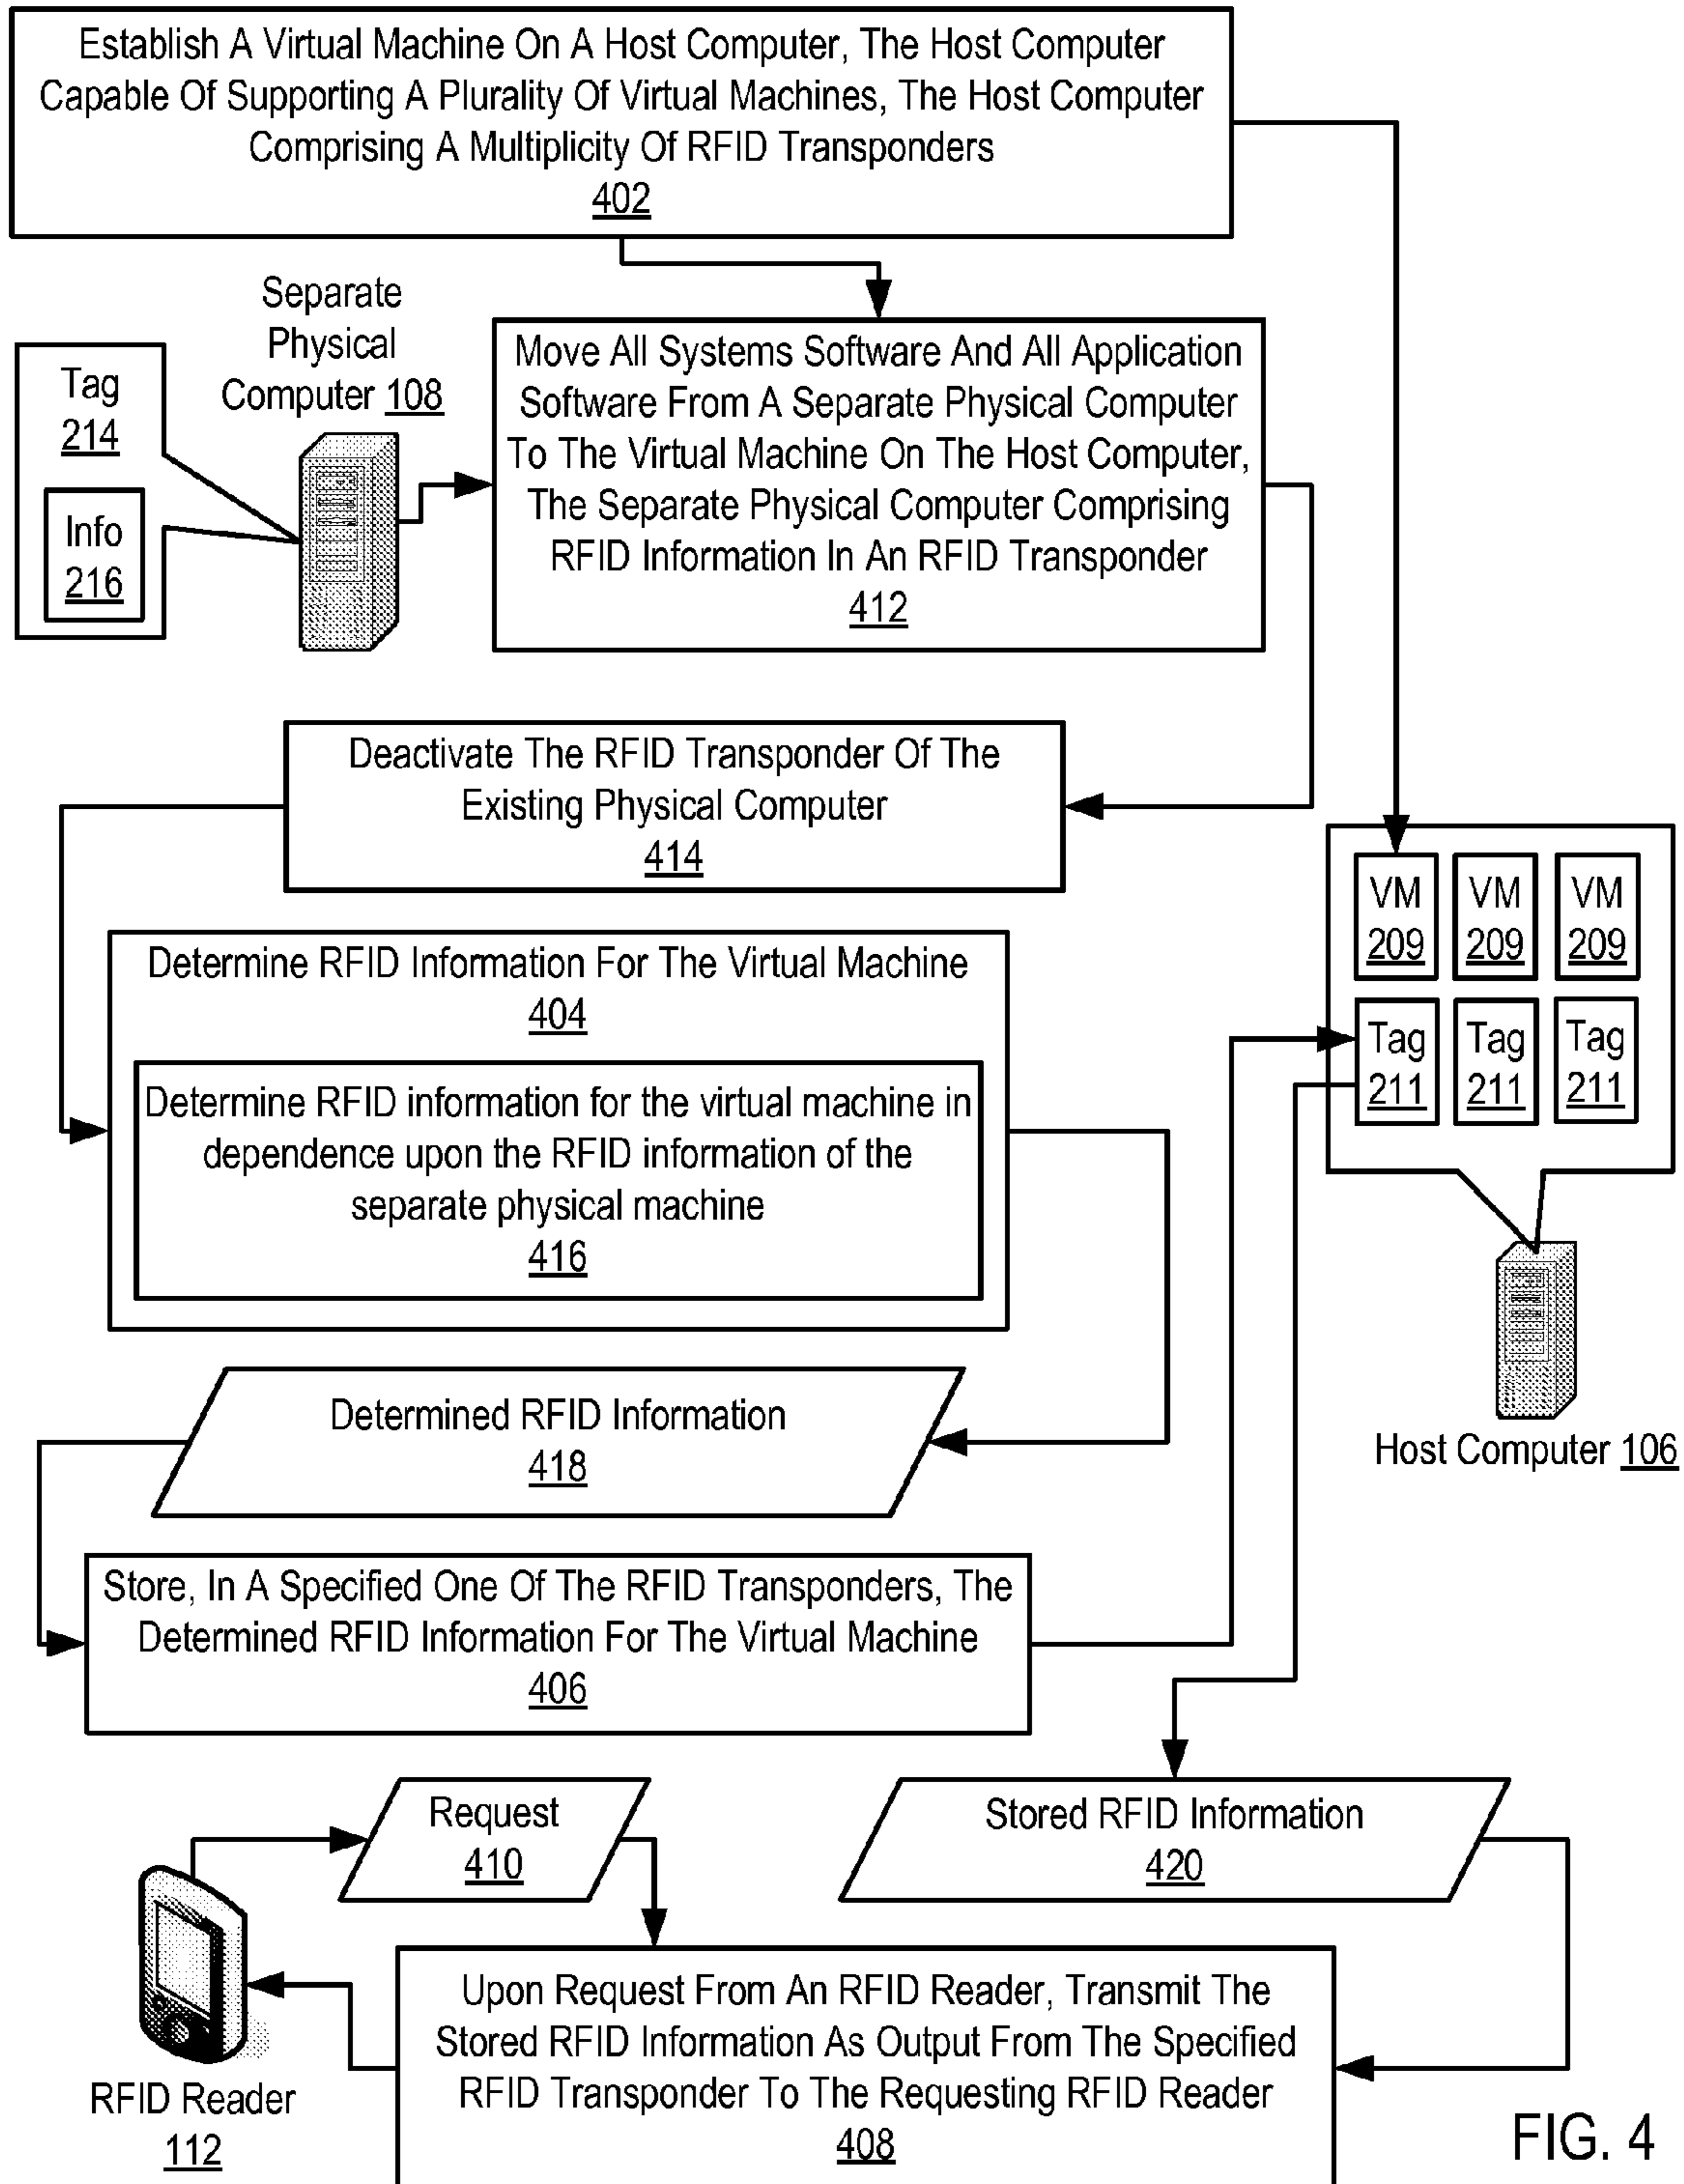 Establish A Virtual Machine On A Host Computer, The Host Computer
Capable Of Supporting A Plurality Of Virtual Machines, The Host Computer
Comprising A Multiplicity Of RFID Transponders
402
Separate
Physical
Computer 108
Tag
214
Info
216
Move All Systems Software And All Application
Software From A Separate Physical Computer
To The Virtual Machine On The Host Computer,
The Separate Physical Computer Comprising
RFID Information In An RFID Transponder
412
Deactivate The RFID Transponder Of The
Existing Physical Computer
414
VM
209
VM
209
VM
209
Tag
211
Tag
211
Tag
211
Host Computer 106
Determine RFID Information For The Virtual Machine
404
Determine RFID information for the virtual machine in
dependence upon the RFID information of the
separate physical machine
416
Determined RFID Information
418
Store, In A Specified One Of The RFID Transponders, The
Determined RFID Information For The Virtual Machine
406
Request
410
Stored RFID Information
420
RFID Reader
112
Upon Request From An RFID Reader, Transmit The
Stored RFID Information As Output From The Specified
RFID Transponder To The Requesting RFID Reader
408
FIG. 4